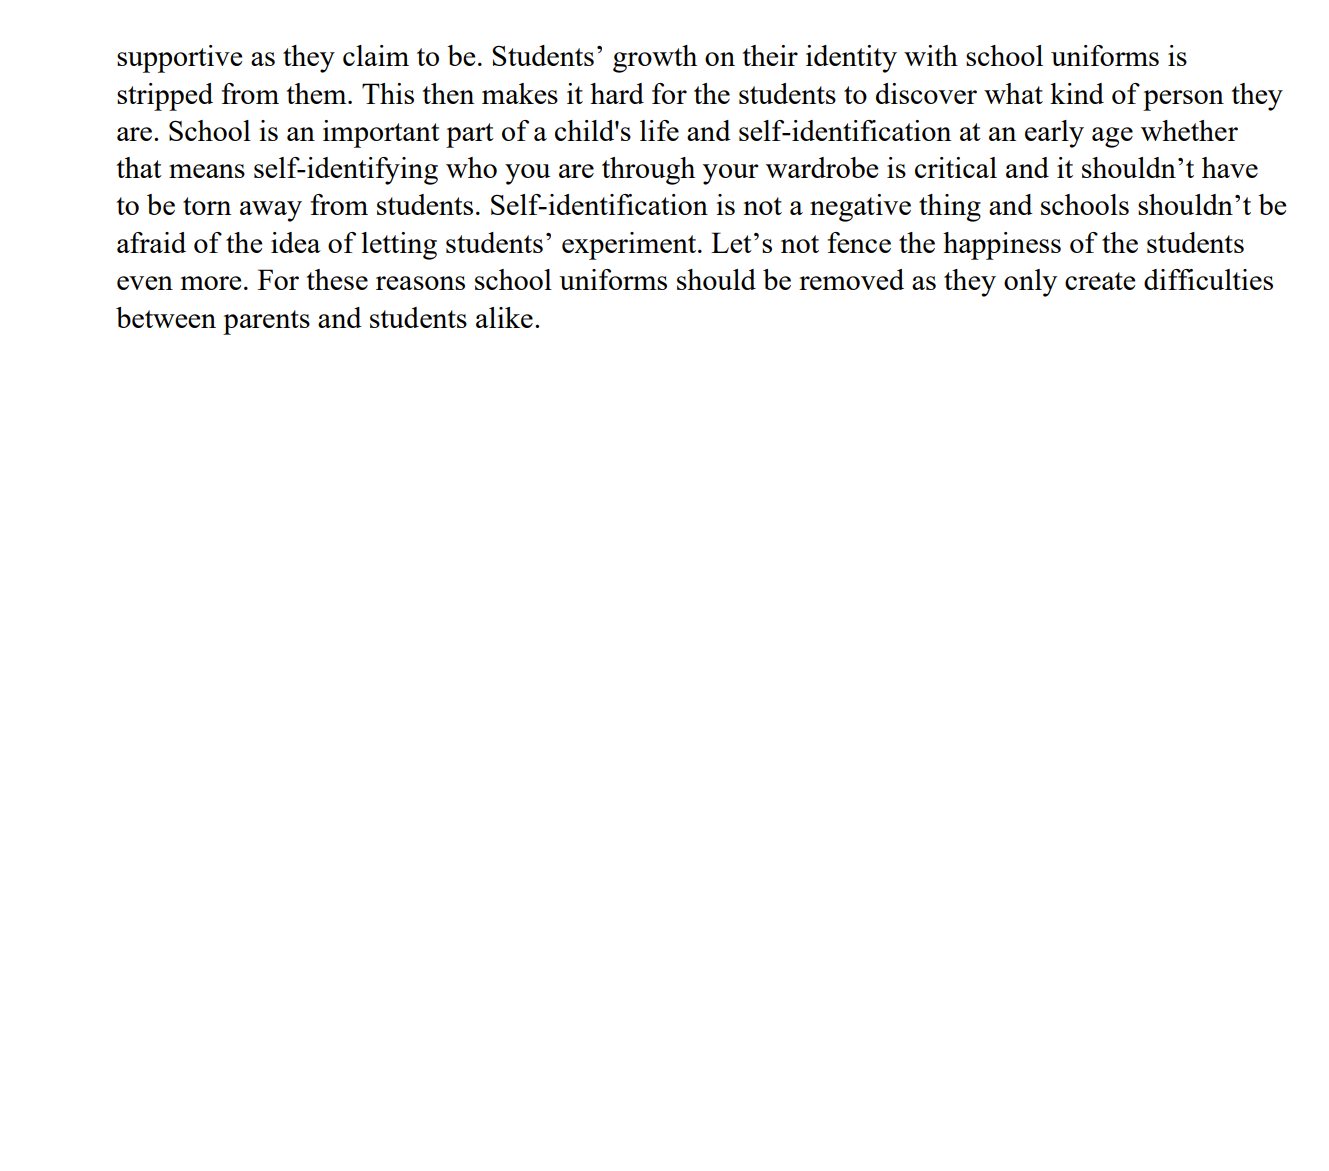 supportive as they claim to be. Students’ growth on their identity with school uniforms is
stripped from them. This then makes it hard for the students to discover what kind of person they
are. School is an important part of a child's life and self-identification at an early age whether
that means self-identifying who you are through your wardrobe is critical and it shouldn’t have
to be torn away from students. Self-identification is not a negative thing and schools shouldn’t be
afraid of the idea of letting students’ experiment. Let’s not fence the happiness of the students
even more. For these reasons school uniforms should be removed as they only create difficulties
between parents and students alike.